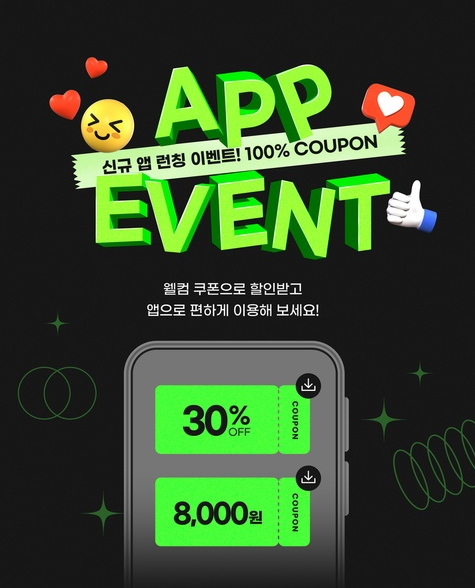 APP
신규 앱 런칭 이벤트! 100% COUPON
EVENT
웰컴 쿠폰으로 할인받고
앱으로 편하게 이용해 보세요!
30%
OFF
COUPON
8,000원
COUPON